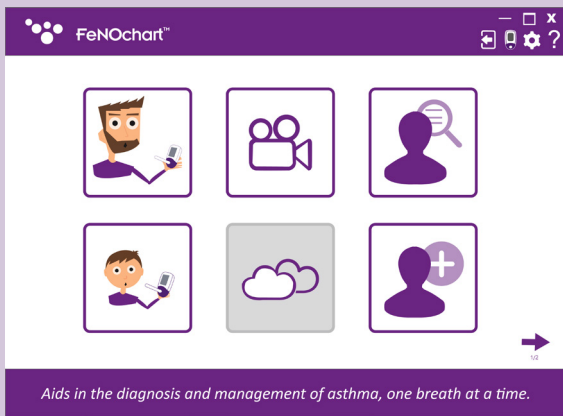 FeNOchart™
1/2
Aids in the diagnosis and management of asthma, one breath at a time.